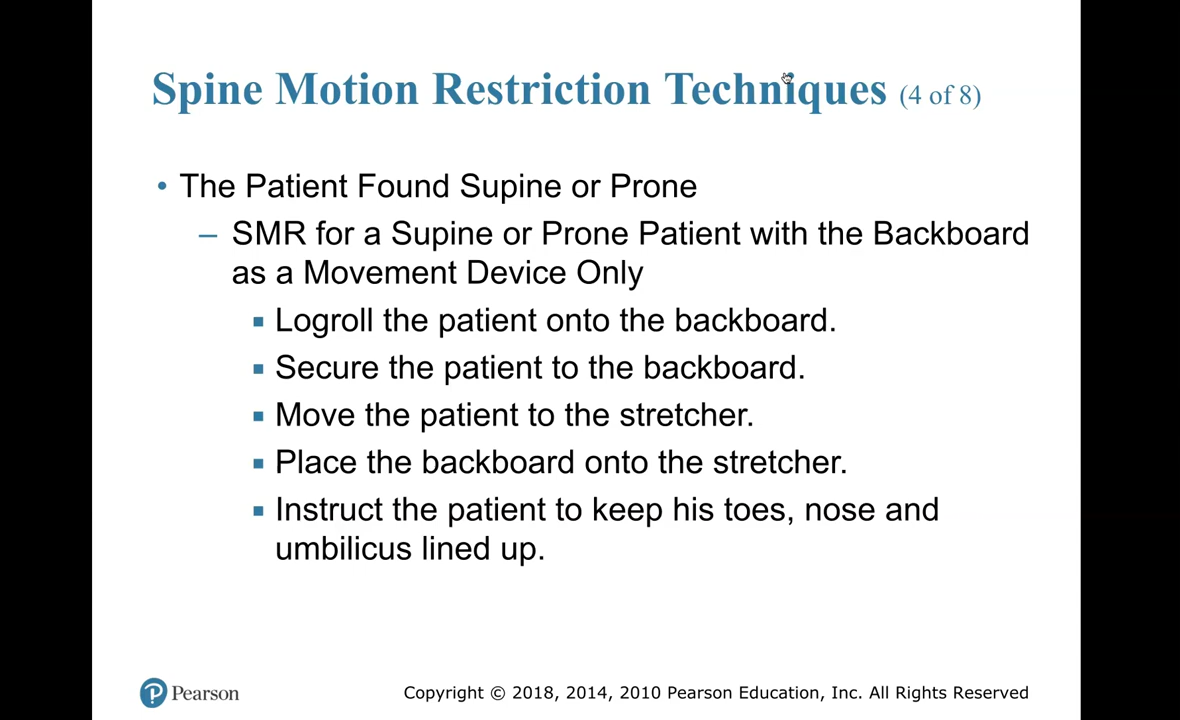 Spine Motion Restriction Techniques (4 of 8)
• The Patient Found Supine or Prone
– SMR for a Supine or Prone Patient with the Backboard
as a Movement Device Only
▪ Logroll the patient onto the backboard.
▪ Secure the patient to the backboard.
▪ Move the patient to the stretcher.
▪ Place the backboard onto the stretcher.
▪ Instruct the patient to keep his toes, nose and
umbilicus lined up.
P Pearson
Copyright © 2018, 2014, 2010 Pearson Education, Inc. All Rights Reserved